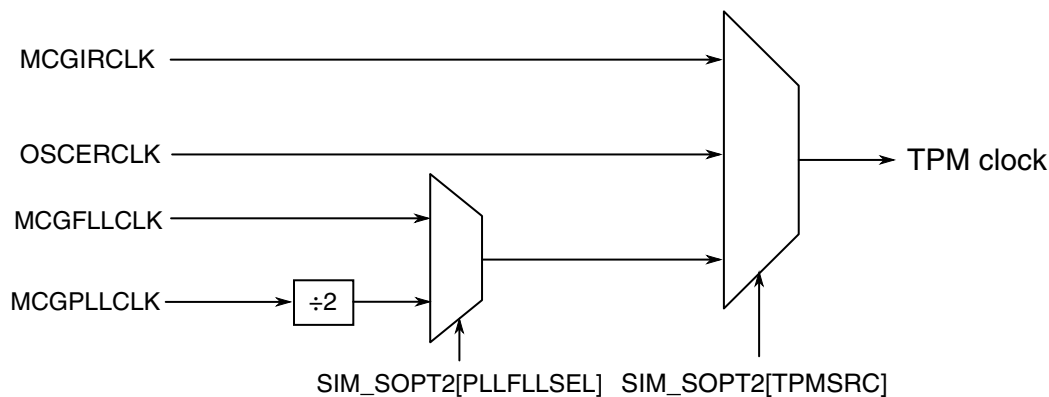 MCGIRCLK
OSCERCLK
TPM clock
MCGFLLCLK
MCGPLLCLK
÷2
SIM_SOPT2[PLLFLLSEL]
SIM_SOPT2[TPMSRC]